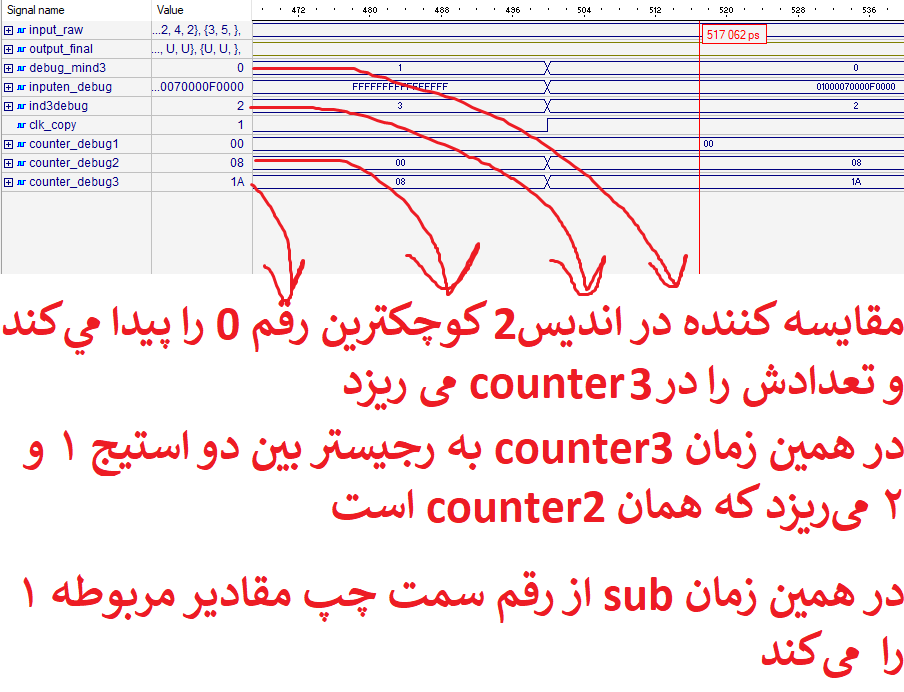 Signal name Value 472 480 488 496 504 512 520 528 536
input_raw ...2, 4, 2}, {3, 5, }, 517 062 ps
output_final ..., U, U}, {U, U, },
debug_mind3 0 1 0
inputen_debug ...0070000F0000 FFFFFFFFFFFFFFFF 01000070000F0000
ind3debug 2 3 2
clk_copy 1
counter_debug1 00 00
counter_debug2 08 00 08
counter_debug3 1A 08 1A
مقایسه کننده در اندیس2 کوچکترین رقم 0 را پیدا مي‌کند
و تعدادش را در counter3 می ریزد
در همین زمان counter3 به رجیستر بین دو استیج ۱ و
۲ می‌ریزد که همان counter2 است
در همین زمان sub از رقم سمت چپ مقادیر مربوطه ۱
را می‌کند